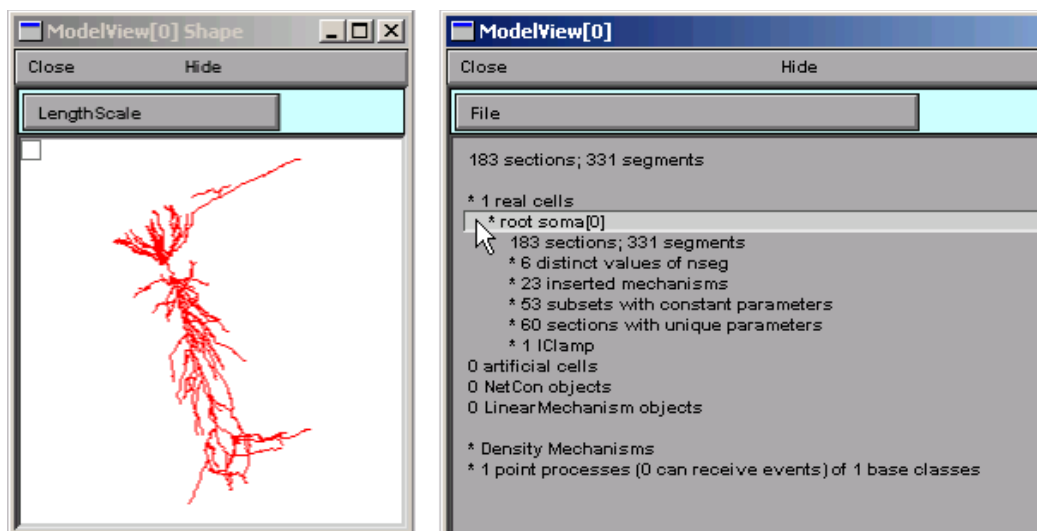 ModelView[0] Shape
Close Hide
LengthScale
ModelView[0]
Close Hide
File
183 sections; 331 segments
* 1 real cells
* root soma[0]
183 sections; 331 segments
* 6 distinct values of nseg
* 23 inserted mechanisms
* 53 subsets with constant parameters
* 60 sections with unique parameters
* 1 IClamp
0 artificial cells
0 NetCon objects
0 LinearMechanism objects
* Density Mechanisms
* 1 point processes (0 can receive events) of 1 base classes